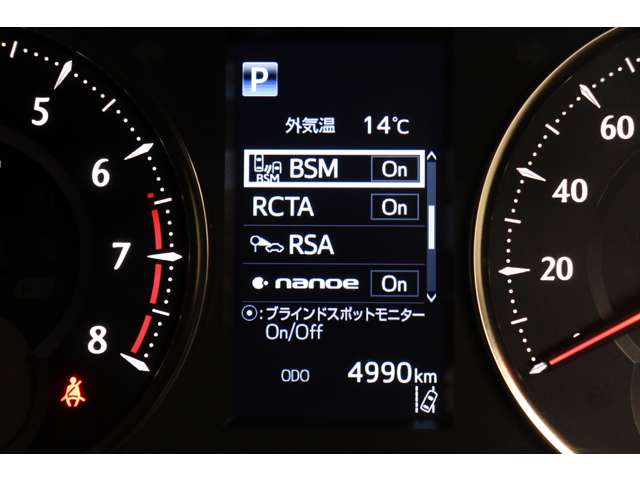 P
外気温 14℃
BSM BSM On
RCTA On
RSA
nanoe On
:ブラインドスポットモニター
On/Off
ODO 4990km
5
6
7
8
60
40
20